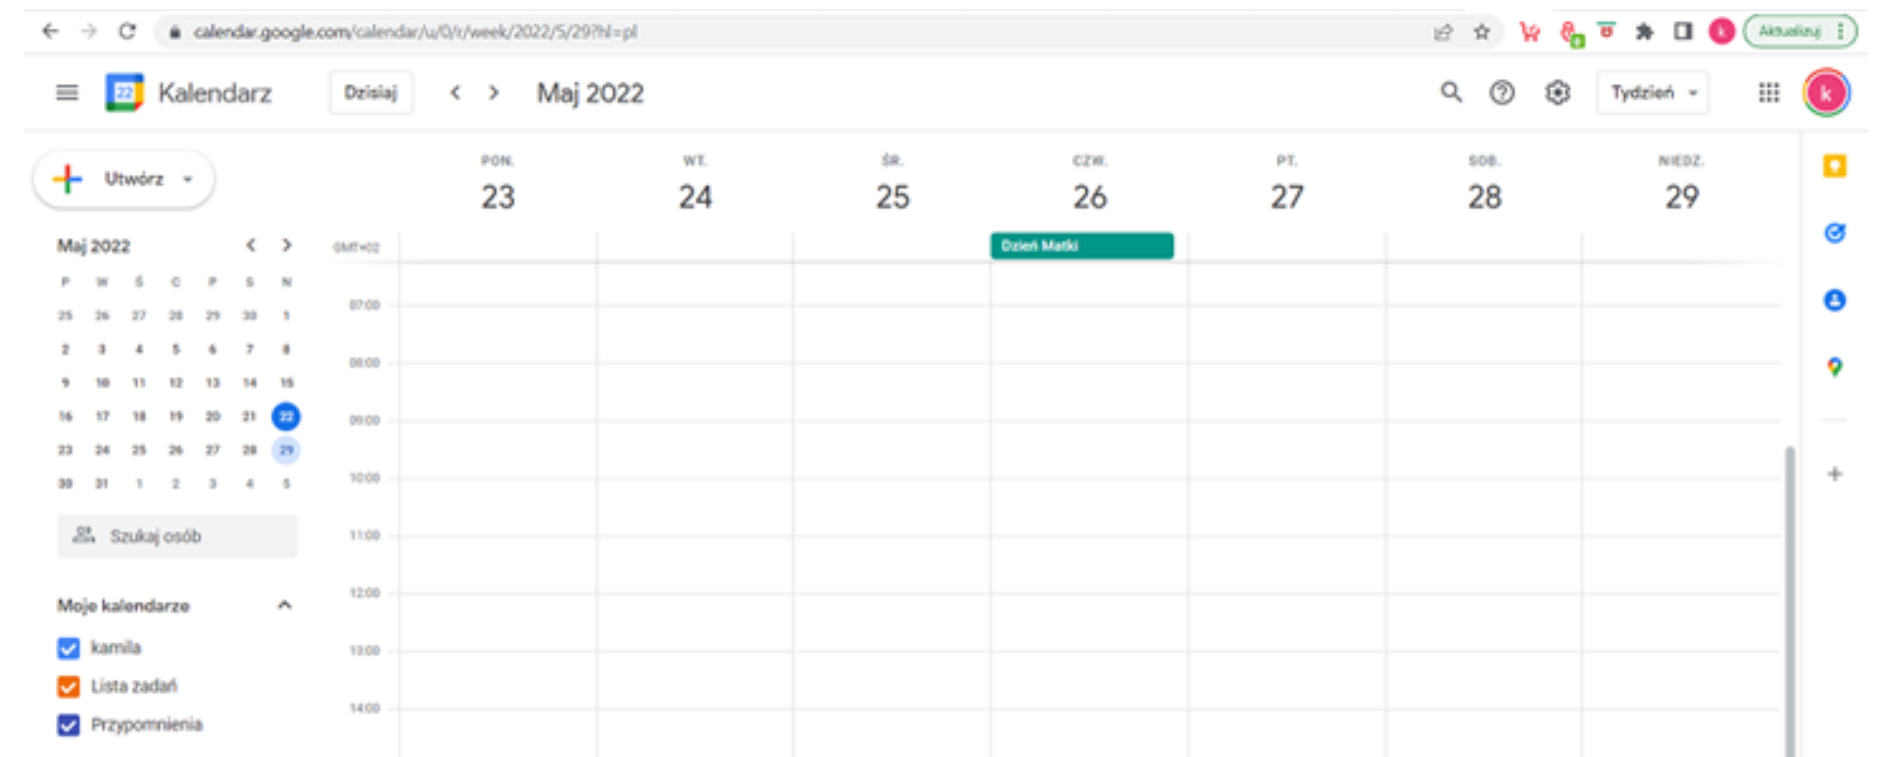 calendar.google.com/calendar/u/0/r/week/2022/5/29?hl=pl
Aktualizuj
22 Kalendarz Dzisiaj Maj 2022 Tydzień k
Utwórz
PON. WT. ŚR. CZW. PT. SOB. NIEDZ.
23 24 25 26 27 28 29
Maj 2022
GMT+02 Dzień Matki
P W Ś C P S N
25 26 27 28 29 30 1
2 3 4 5 6 7 8
9 10 11 12 13 14 15
16 17 18 19 20 21 22
23 24 25 26 27 28 29
30 31 1 2 3 4 5
07:00
08:00
09:00
10:00
11:00
12:00
13:00
14:00
Szukaj osób
Moje kalendarze
kamila
Lista zadań
Przypomnienia